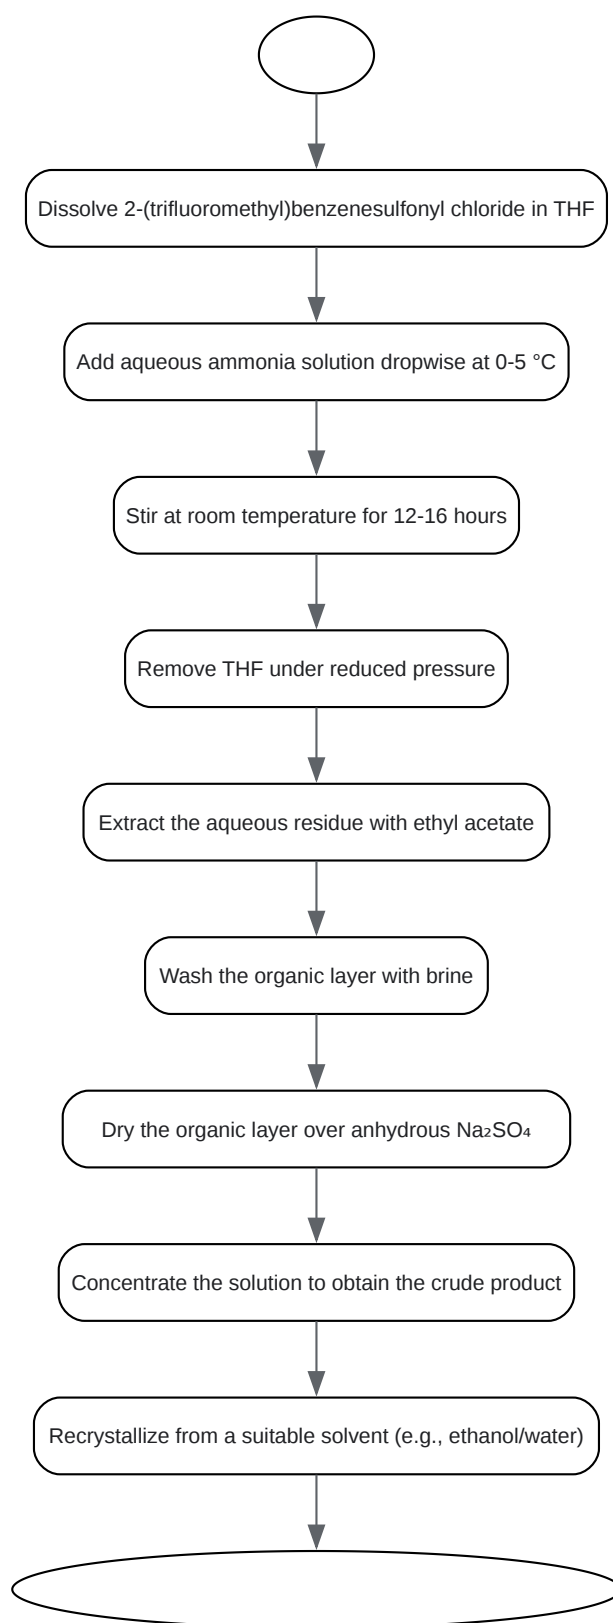 Dissolve 2-(trifluoromethyl)benzenesulfonyl chloride in THF
Add aqueous ammonia solution dropwise at 0-5 °C
Stir at room temperature for 12-16 hours
Remove THF under reduced pressure
Extract the aqueous residue with ethyl acetate
Wash the organic layer with brine
Dry the organic layer over anhydrous Na₂SO₄
Concentrate the solution to obtain the crude product
Recrystallize from a suitable solvent (e.g., ethanol/water)